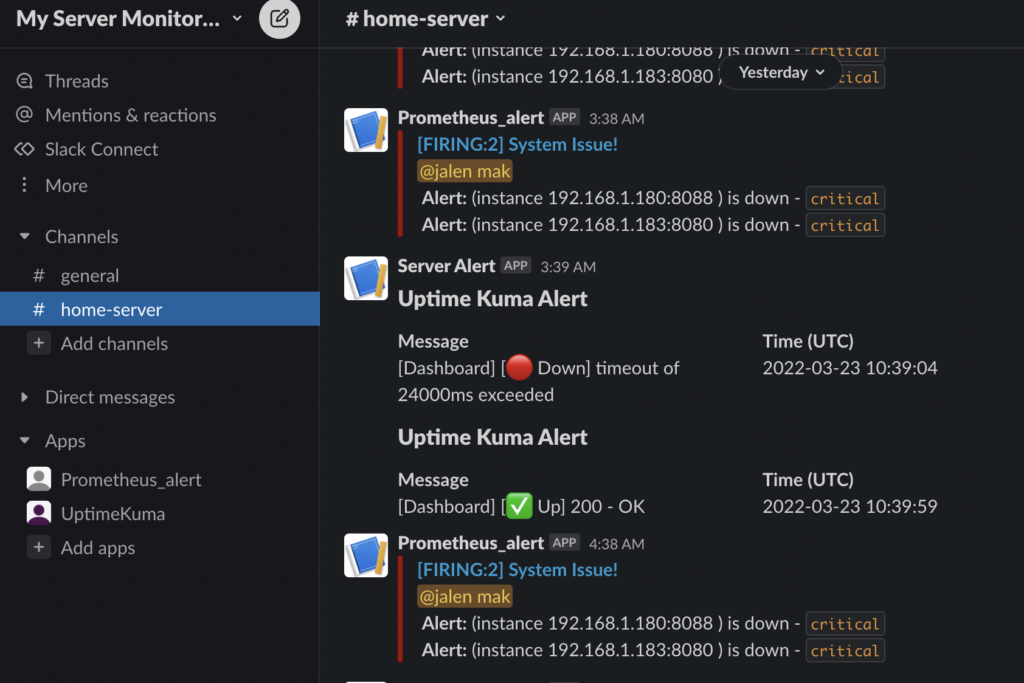 My Server Monitor...
Threads
Mentions & reactions
Slack Connect
More
Channels
# general
# home-server
+ Add channels
Direct messages
Apps
Prometheus_alert
UptimeKuma
+ Add apps
# home-server
Alert: (instance 192.168.1.180:8088 ) is down - critical
Alert: (instance 192.168.1.183:8080 )
Yesterday
Prometheus_alert APP 3:38 AM
[FIRING:2] System Issue!
@jalen mak
Alert: (instance 192.168.1.180:8088 ) is down - critical
Alert: (instance 192.168.1.183:8080 ) is down - critical
Server Alert APP 3:39 AM
Uptime Kuma Alert
Message Time (UTC)
[Dashboard] [🔴 Down] timeout of 2022-03-23 10:39:04
24000ms exceeded
Uptime Kuma Alert
Message Time (UTC)
[Dashboard] [✅ Up] 200 - OK 2022-03-23 10:39:59
Prometheus_alert APP 4:38 AM
[FIRING:2] System Issue!
@jalen mak
Alert: (instance 192.168.1.180:8088 ) is down - critical
Alert: (instance 192.168.1.183:8080 ) is down - critical